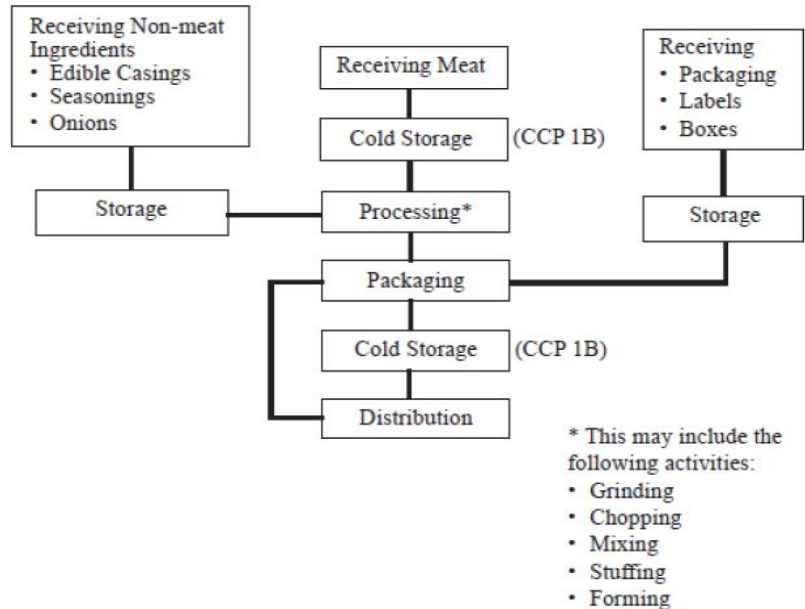 Receiving Non-meat
Ingredients
• Edible Casings
• Seasonings
• Onions
Receiving Meat
Receiving
• Packaging
• Labels
• Boxes
Cold Storage
(CCP 1B)
Storage
Processing*
Storage
Packaging
Cold Storage
(CCP 1B)
Distribution
* This may include the
following activities:
• Grinding
• Chopping
• Mixing
• Stuffing
• Forming